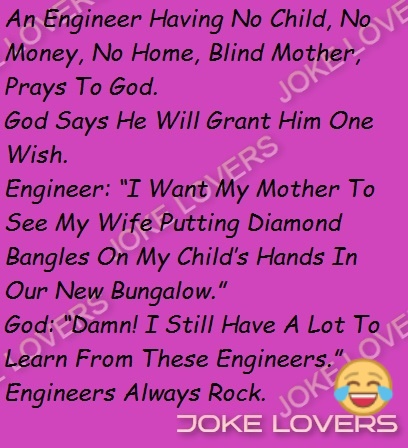 An Engineer Having No Child, No
Money, No Home, Blind Mother,
Prays To God.
God Says He Will Grant Him One
Wish.
Engineer: “I Want My Mother To
See My Wife Putting Diamond
Bangles On My Child’s Hands In
Our New Bungalow.”
God: “Damn! I Still Have A Lot To
Learn From These Engineers.”
Engineers Always Rock.
JOKE LOVERS